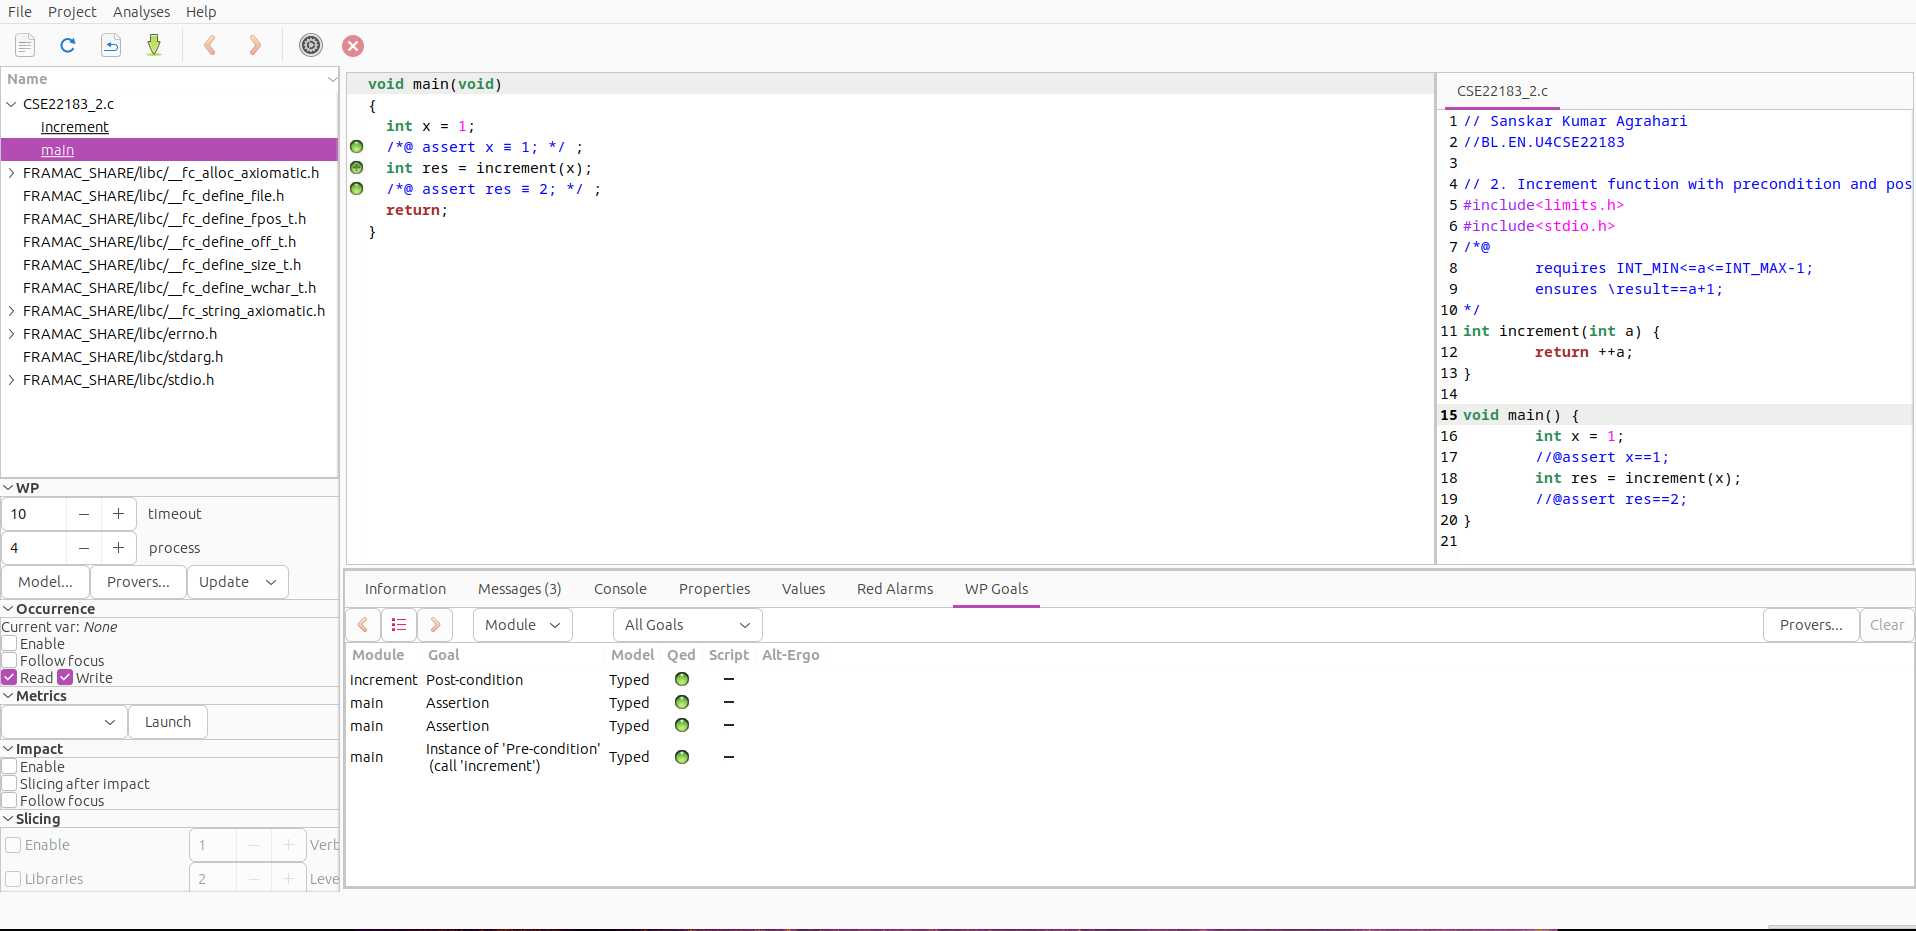 File Project Analyses Help
Name
CSE22183_2.c
increment
main
FRAMAC_SHARE/libc/__fc_alloc_axiomatic.h
FRAMAC_SHARE/libc/__fc_define_file.h
FRAMAC_SHARE/libc/__fc_define_fpos_t.h
FRAMAC_SHARE/libc/__fc_define_off_t.h
FRAMAC_SHARE/libc/__fc_define_size_t.h
FRAMAC_SHARE/libc/__fc_define_wchar_t.h
FRAMAC_SHARE/libc/__fc_string_axiomatic.h
FRAMAC_SHARE/libc/errno.h
FRAMAC_SHARE/libc/stdarg.h
FRAMAC_SHARE/libc/stdio.h
WP
10 − + timeout
4 − + process
Model... Provers... Update
Occurrence
Current var: None
Enable
Follow focus
Read Write
Metrics
Launch
Impact
Enable
Slicing after impact
Follow focus
Slicing
Enable 1 − + Verb
Libraries 2 − + Leve
void main(void)
{
int x = 1;
/*@ assert x ≡ 1; */ ;
int res = increment(x);
/*@ assert res ≡ 2; */ ;
return;
}
CSE22183_2.c
1 // Sanskar Kumar Agrahari
2 //BL.EN.U4CSE22183
3
4 // 2. Increment function with precondition and pos
5 #include<limits.h>
6 #include<stdio.h>
7 /*@
8 requires INT_MIN<=a<=INT_MAX-1;
9 ensures \result==a+1;
10 */
11 int increment(int a) {
12 return ++a;
13 }
14
15 void main() {
16 int x = 1;
17 //@assert x==1;
18 int res = increment(x);
19 //@assert res==2;
20 }
21
Information Messages (3) Console Properties Values Red Alarms WP Goals
Module All Goals Provers... Clear
Module Goal Model Qed Script Alt-Ergo
increment Post-condition Typed −
main Assertion Typed −
main Assertion Typed −
main Instance of 'Pre-condition' Typed −
(call 'increment')